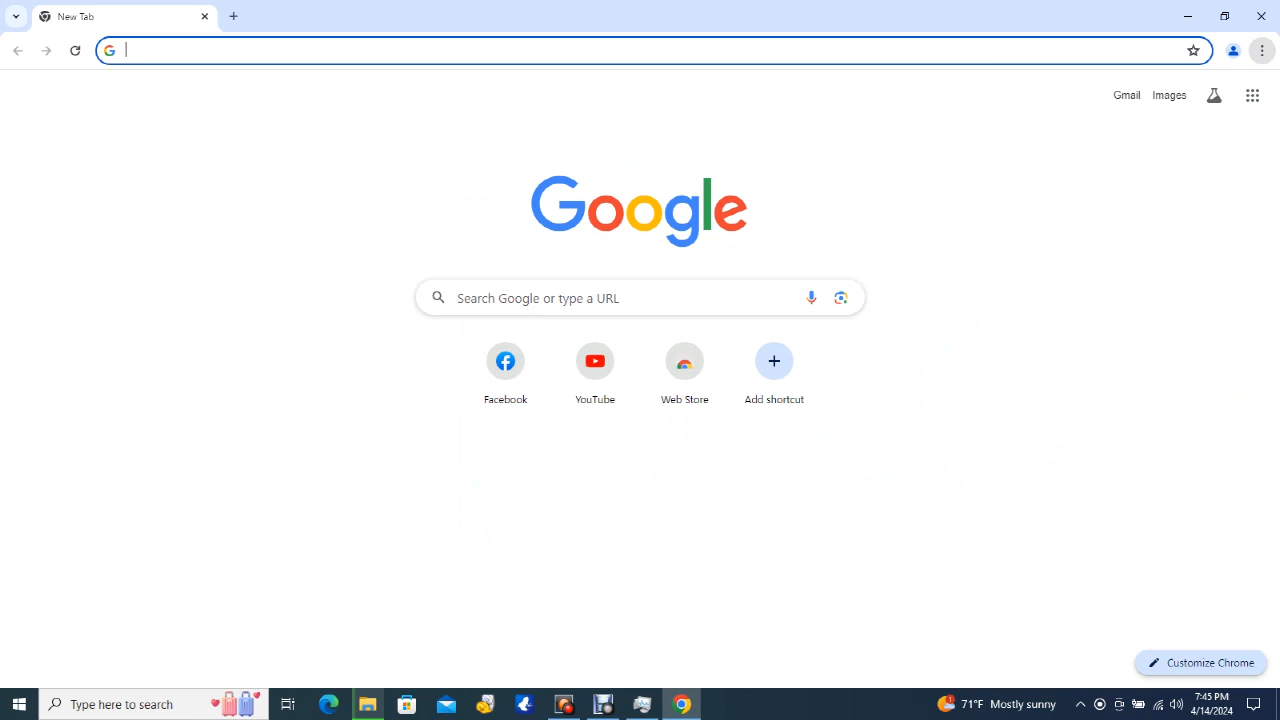 New Tab
Gmail
Images
Google
Search Google or type a URL
Facebook
YouTube
Web Store
Add shortcut
Customize Chrome
Type here to search
71°F Mostly sunny
7:45 PM
4/14/2024